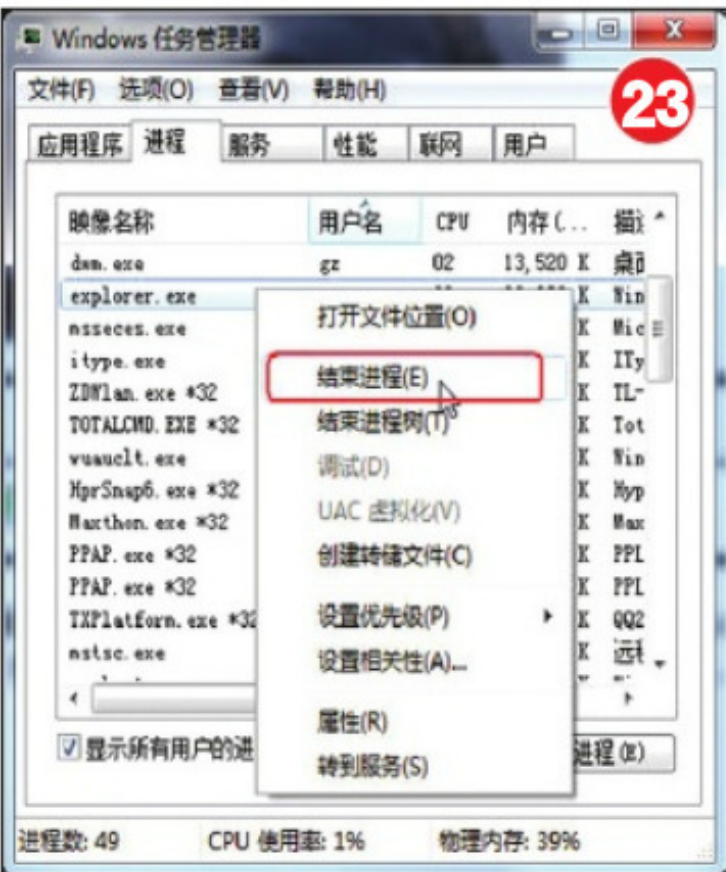 Windows 任务管理器
23
文件(F) 选项(O) 查看(V) 帮助(H)
应用程序 进程 服务 性能 联网 用户
映像名称 用户名 CPU 内存(...
dwm.exe gz 02 13,520 K 桌面
explorer.exe K Win
msseces.exe K Mic
itype.exe K ITy
ZDWlan.exe *32 K TL-
TOTALCMD.EXE *32 K Tot
wuauclt.exe K Win
HprSnap6.exe *32 K Hyp
Maxthon.exe *32 K Max
PPAP.exe *32 K PPL
PPAP.exe *32 K PPL
TXPlatform.exe *32 K QQ2
mstsc.exe K 远程
打开文件位置(O)
结束进程(E)
结束进程树(T)
调试(D)
UAC 虚拟化(V)
创建转储文件(C)
设置优先级(P)
设置相关性(A)...
属性(R)
转到服务(S)
显示所有用户的进 进程(E)
进程数: 49 CPU 使用率: 1% 物理内存: 39%